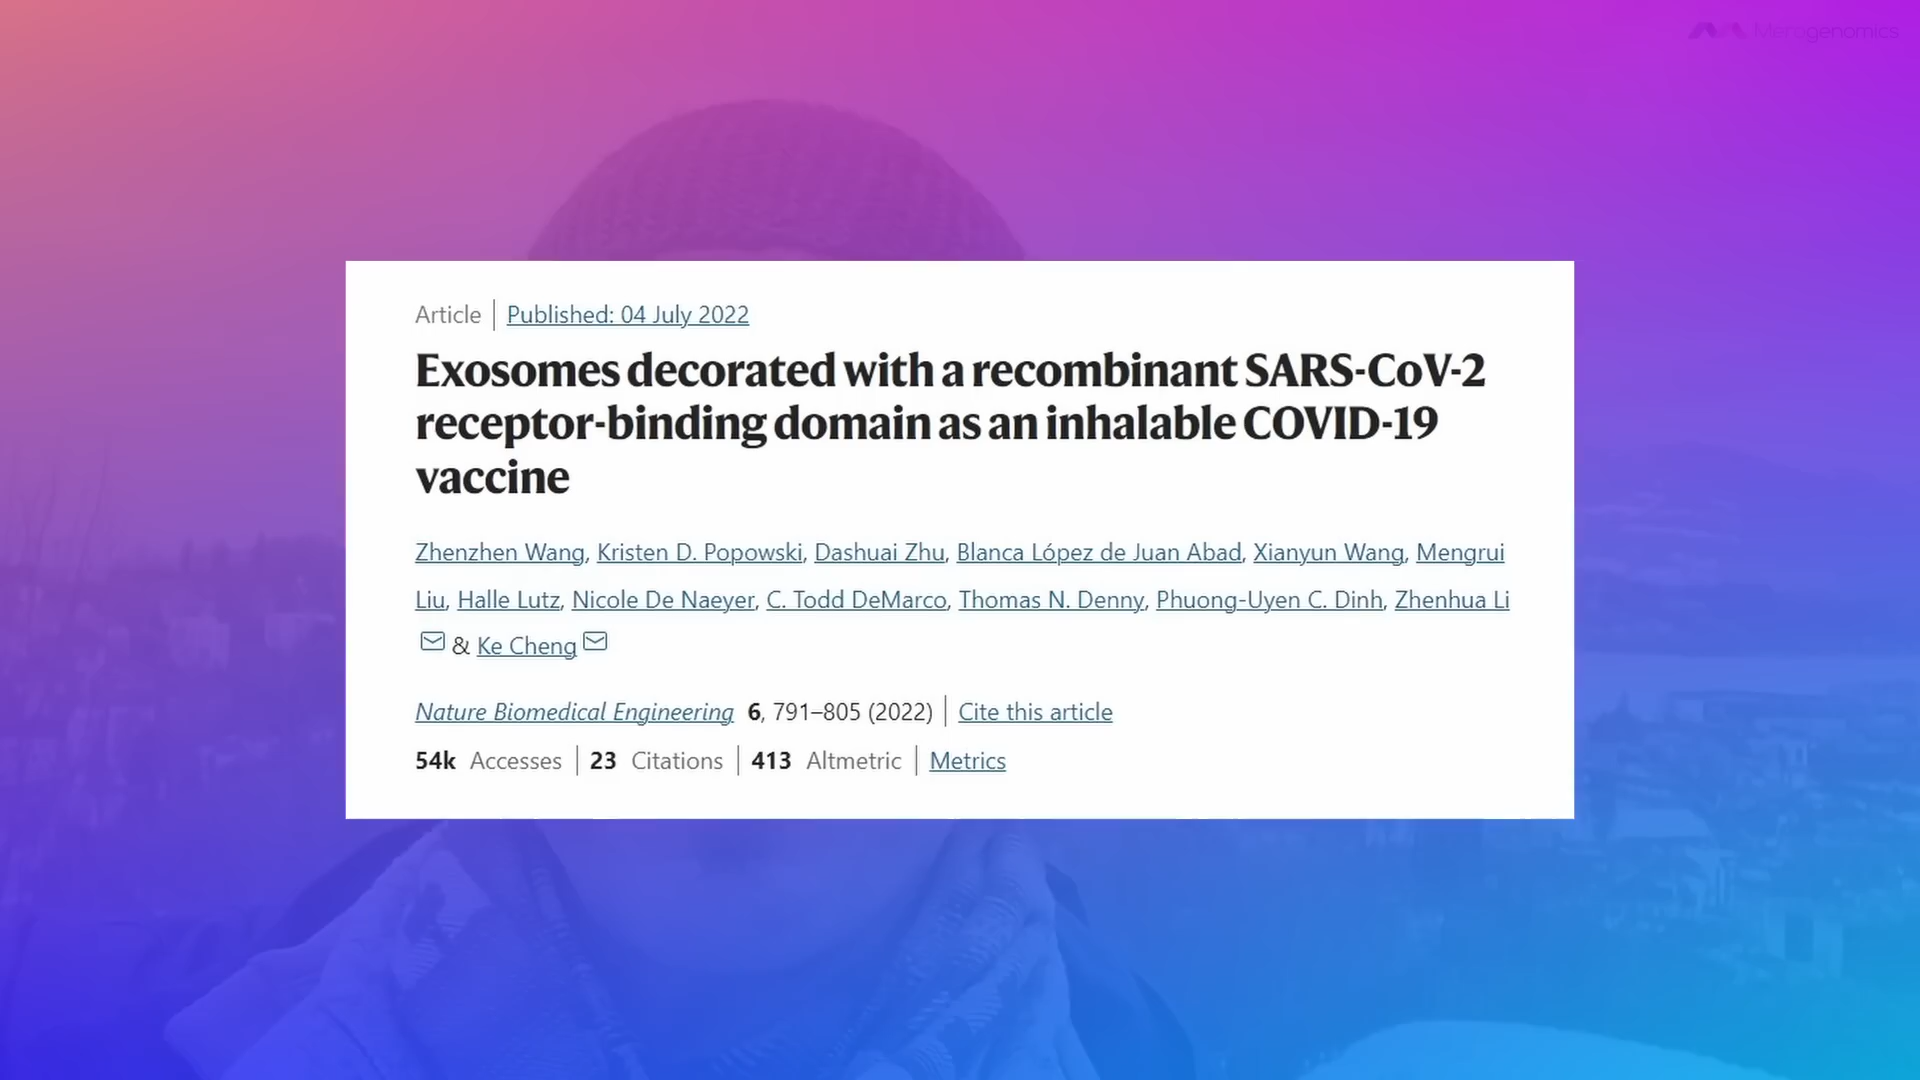 Merogenomics
Article | Published: 04 July 2022
Exosomes decorated with a recombinant SARS-CoV-2
receptor-binding domain as an inhalable COVID-19
vaccine
Zhenzhen Wang, Kristen D. Popowski, Dashuai Zhu, Blanca López de Juan Abad, Xianyun Wang, Mengrui
Liu, Halle Lutz, Nicole De Naeyer, C. Todd DeMarco, Thomas N. Denny, Phuong-Uyen C. Dinh, Zhenhua Li
& Ke Cheng
Nature Biomedical Engineering 6, 791–805 (2022) | Cite this article
54k Accesses | 23 Citations | 413 Altmetric | Metrics